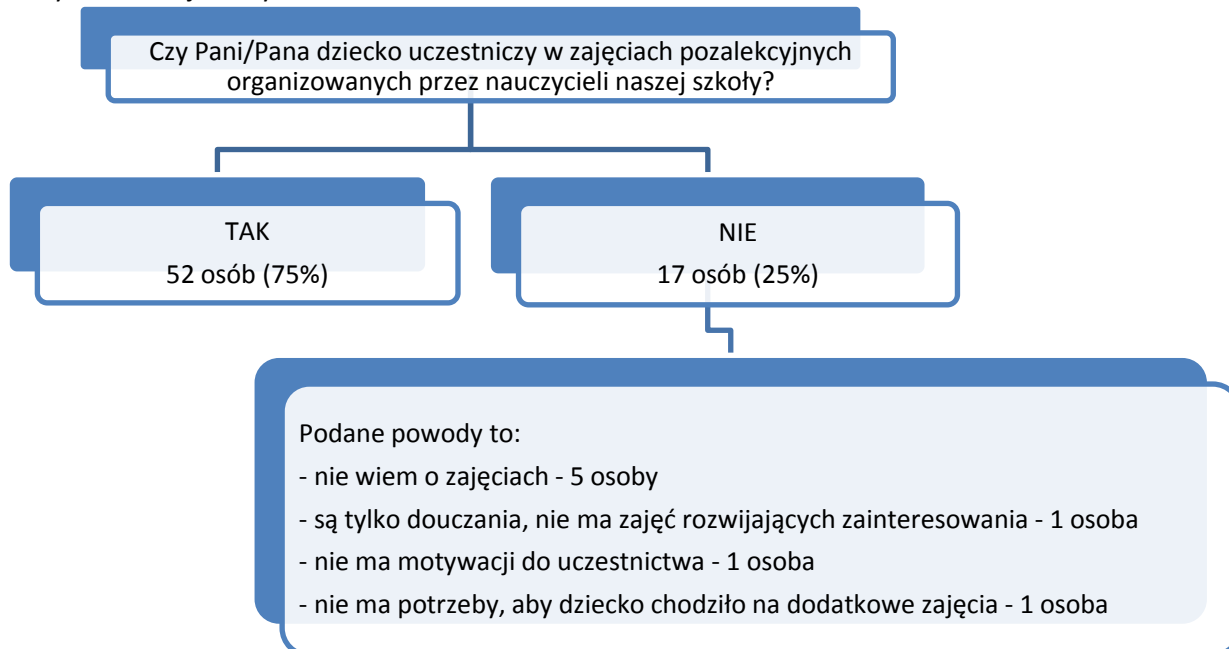 Czy Pani/Pana dziecko uczestniczy w zajęciach pozalekcyjnych
organizowanych przez nauczycieli naszej szkoły?
TAK
52 osób (75%)
NIE
17 osób (25%)
Podane powody to:
- nie wiem o zajęciach - 5 osoby
- są tylko douczania, nie ma zajęć rozwijających zainteresowania - 1 osoba
- nie ma motywacji do uczestnictwa - 1 osoba
- nie ma potrzeby, aby dziecko chodziło na dodatkowe zajęcia - 1 osoba